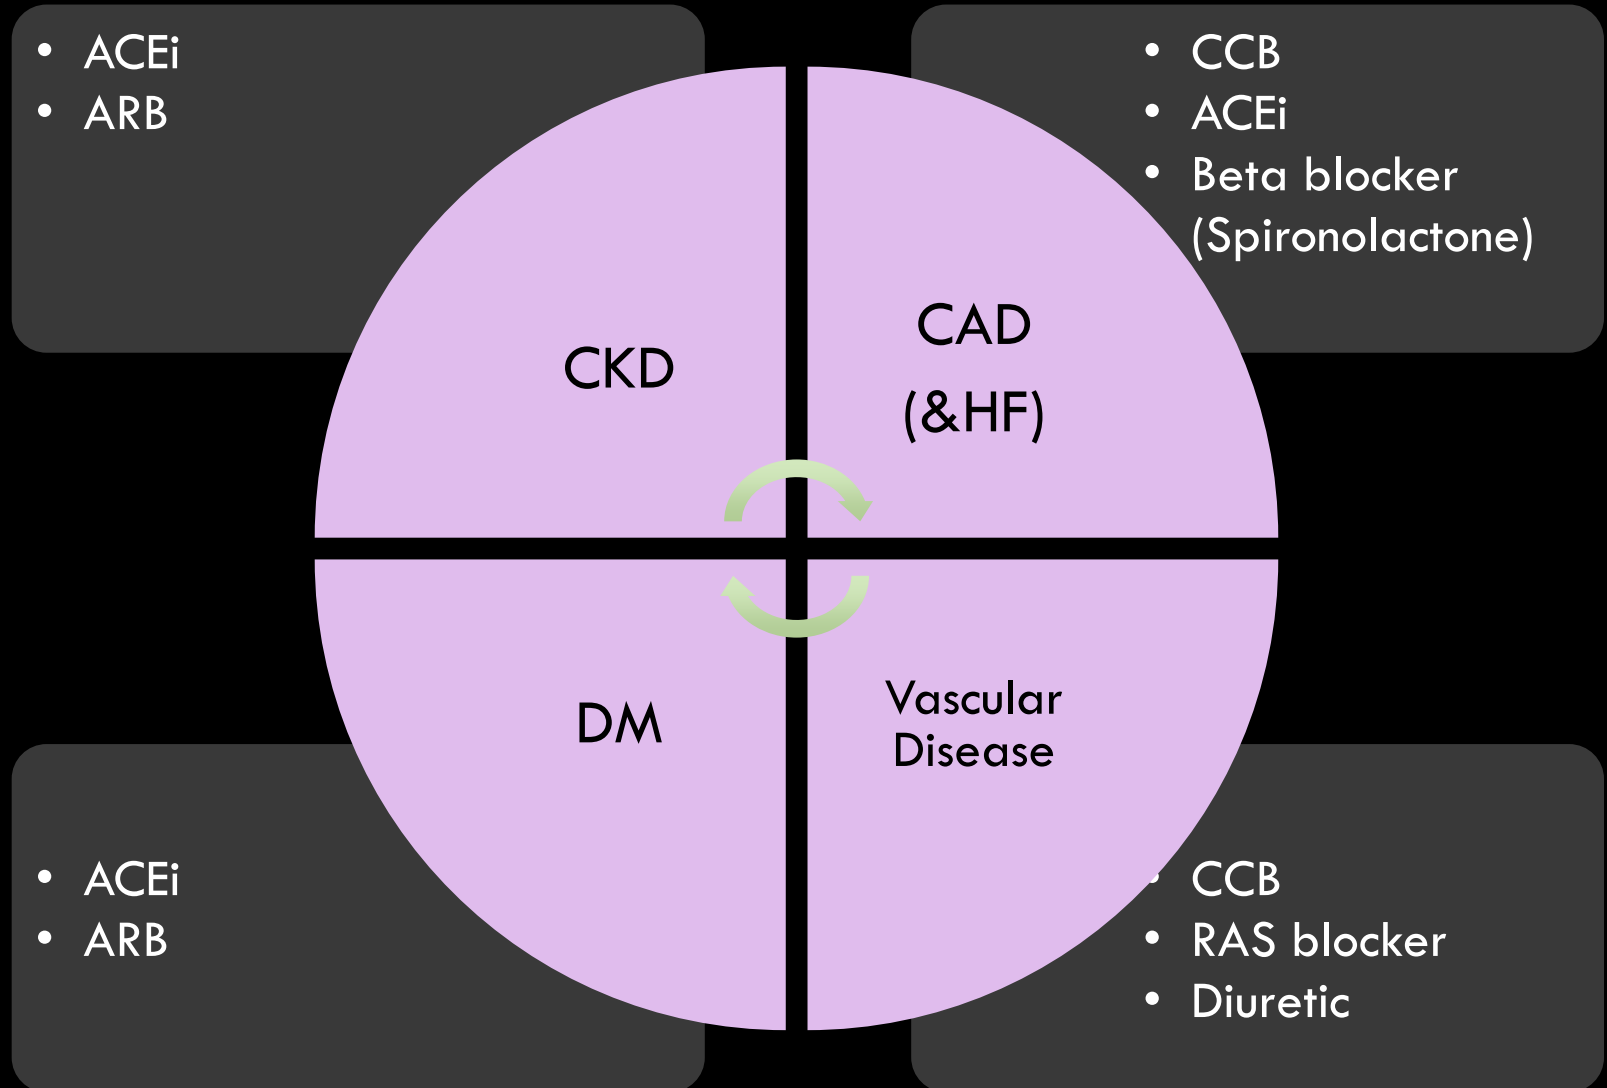 • ACEi
• ARB
• CCB
• ACEi
• Beta blocker
(Spironolactone)
CKD
CAD
(&HF)
DM
Vascular
Disease
• ACEi
• ARB
• CCB
• RAS blocker
• Diuretic